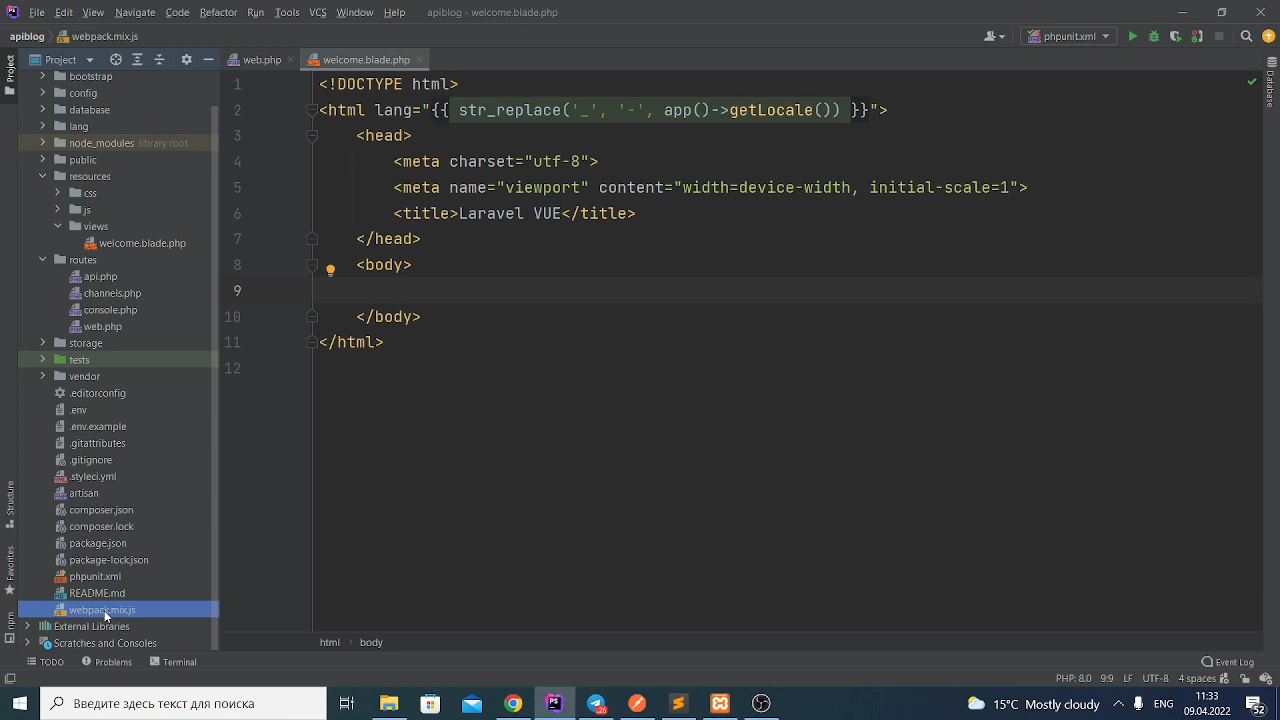 File Edit View Navigate Code Refactor Run Tools VCS Window Help apiblog - welcome.blade.php
apiblog webpack.mix.js phpunit.xml
Project web.php welcome.blade.php
Project
bootstrap
config
database
lang
node_modules library root
public
resources
css
js
views
welcome.blade.php
routes
api.php
channels.php
console.php
web.php
storage
tests
vendor
.editorconfig
.env
.env.example
.gitattributes
.gitignore
.styleci.yml
artisan
composer.json
composer.lock
package.json
package-lock.json
phpunit.xml
README.md
webpack.mix.js
External Libraries
Scratches and Consoles
Structure
Favorites
npm
1 <!DOCTYPE html>
2 <html lang="{{ str_replace('_', '-', app()->getLocale()) }}">
3 <head>
4 <meta charset="utf-8">
5 <meta name="viewport" content="width=device-width, initial-scale=1">
6 <title>Laravel VUE</title>
7 </head>
8 <body>
9
10 </body>
11 </html>
12
Database
html body
TODO Problems Terminal Event Log
PHP: 8.0 9:9 LF UTF-8 4 spaces
Введите здесь текст для поиска
26
15°C Mostly cloudy ENG
11:33
09.04.2022
52